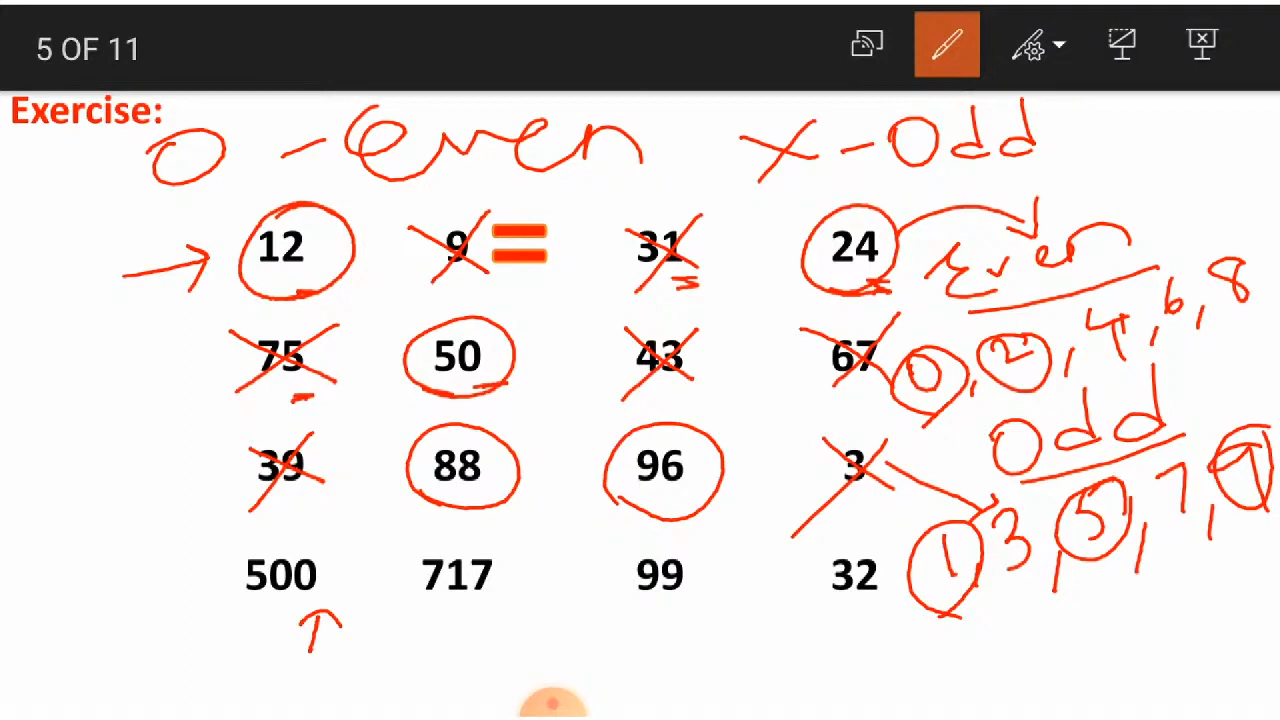 5 OF 11
Exercise:
O - Even X - Odd
12 9 = 31 24
Even
0, 2, 4, 6, 8
75 50 43 67
Odd
39 88 96 3
1, 3, 5, 7, 9
500 717 99 32